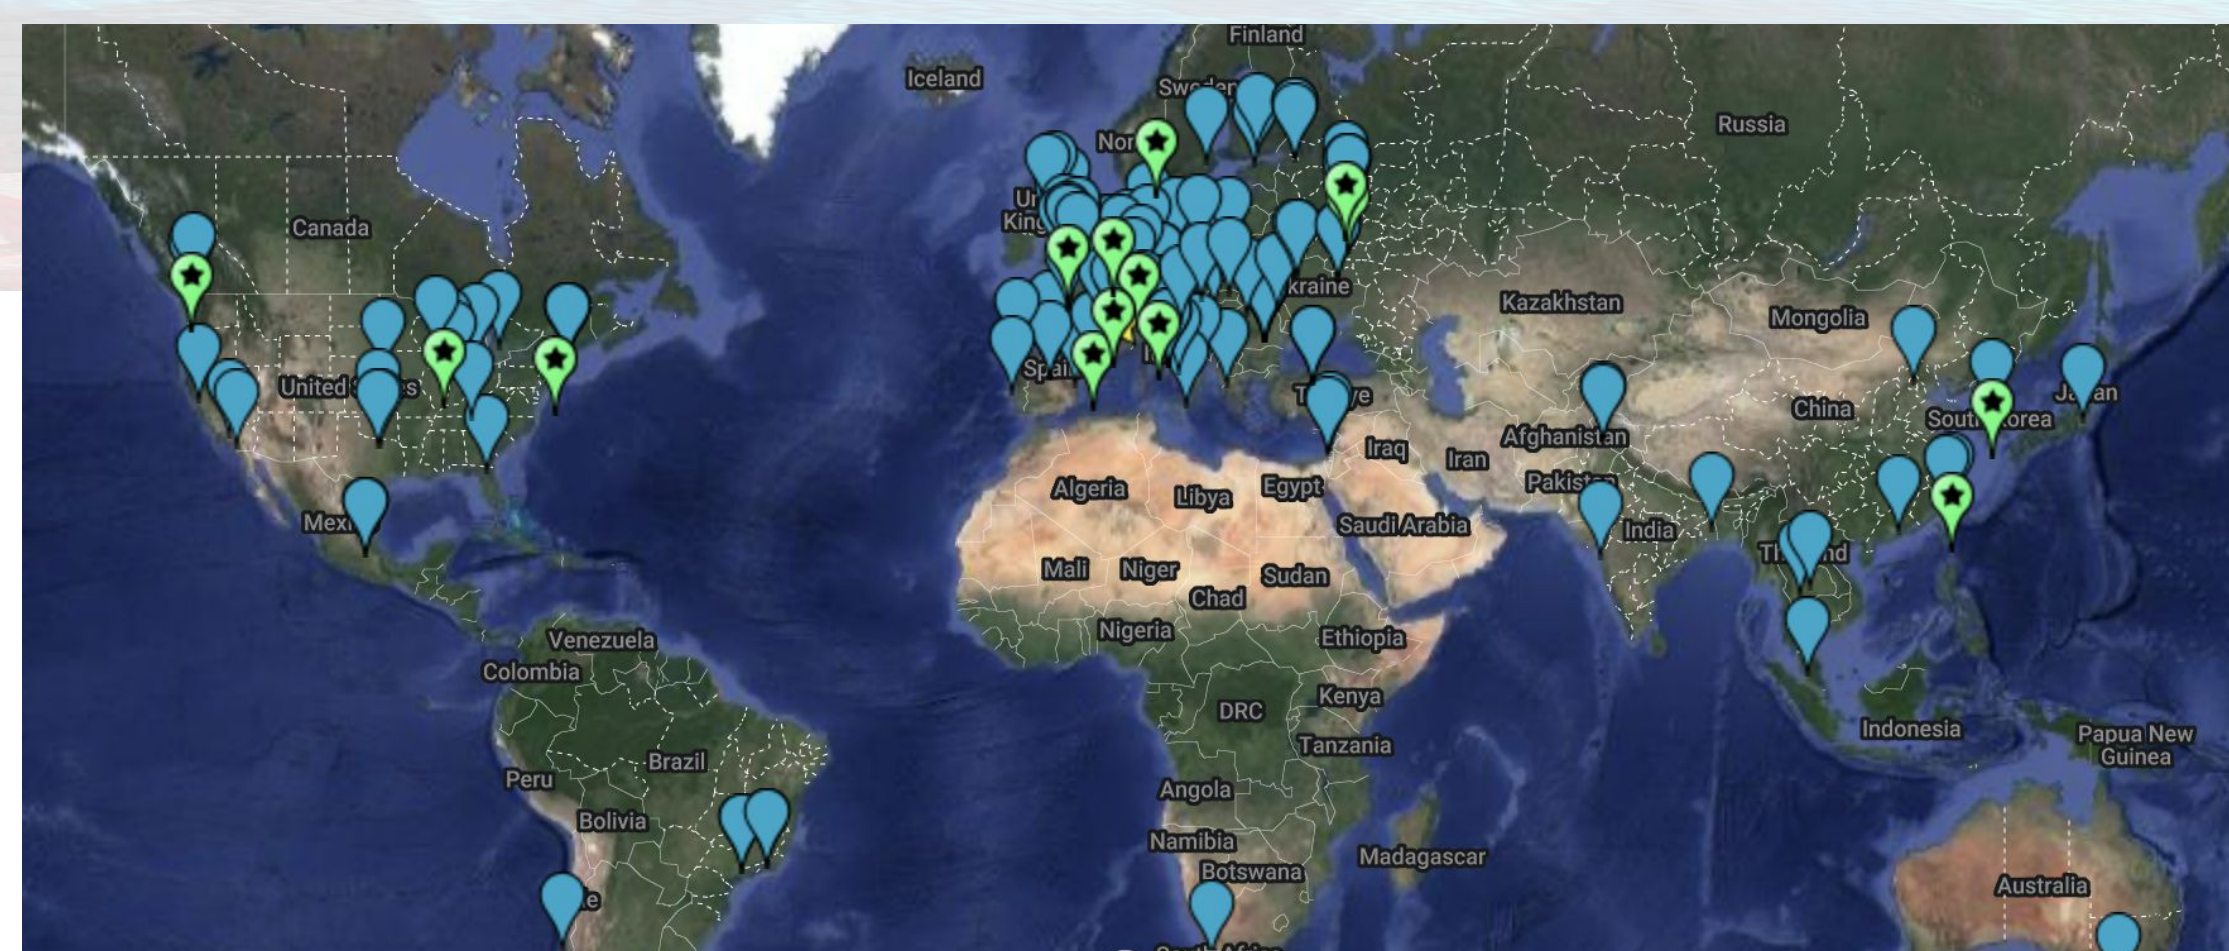 Finland
Iceland
Russia
Canada
Kazakhstan
Mongolia
United
China
Afghanistan
Iraq
Iran
Algeria
Libya
Egypt
Saudi Arabia
India
Mali
Niger
Sudan
Chad
Nigeria
Ethiopia
Venezuela
Colombia
Kenya
DRC
Tanzania
Indonesia
Papua New
Guinea
Brazil
Peru
Angola
Bolivia
Namibia
Botswana
Madagascar
Australia